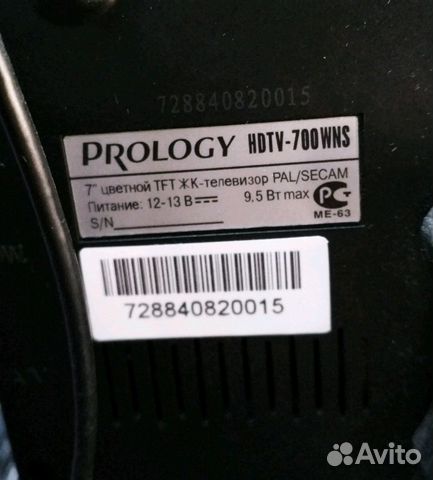 728840820015
PROLOGY HDTV-700WNS
7" цветной TFT ЖК-телевизор PAL/SECAM
Питание: 12-13 В 9.5 Вт max
S/N
ME-63
728840820015
Avito